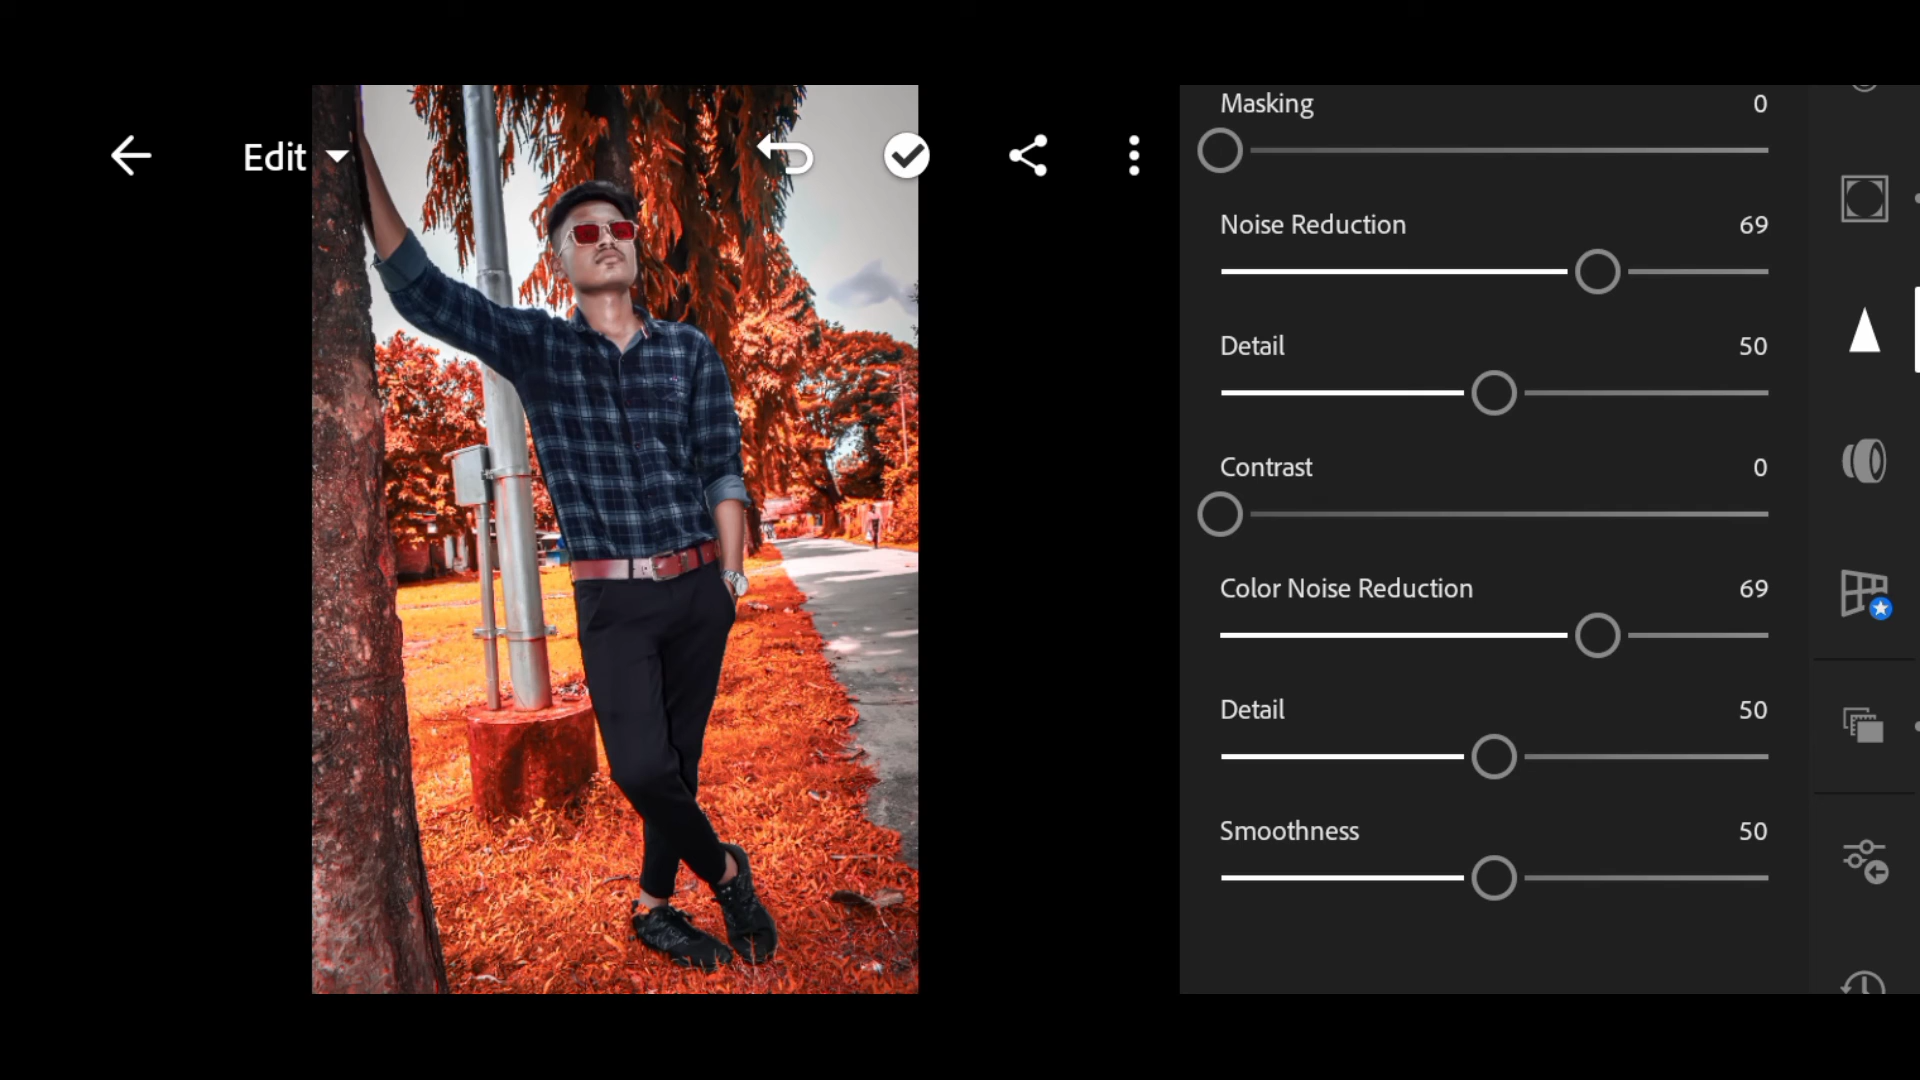 Edit
Masking 0
Noise Reduction 69
Detail 50
Contrast 0
Color Noise Reduction 69
Detail 50
Smoothness 50